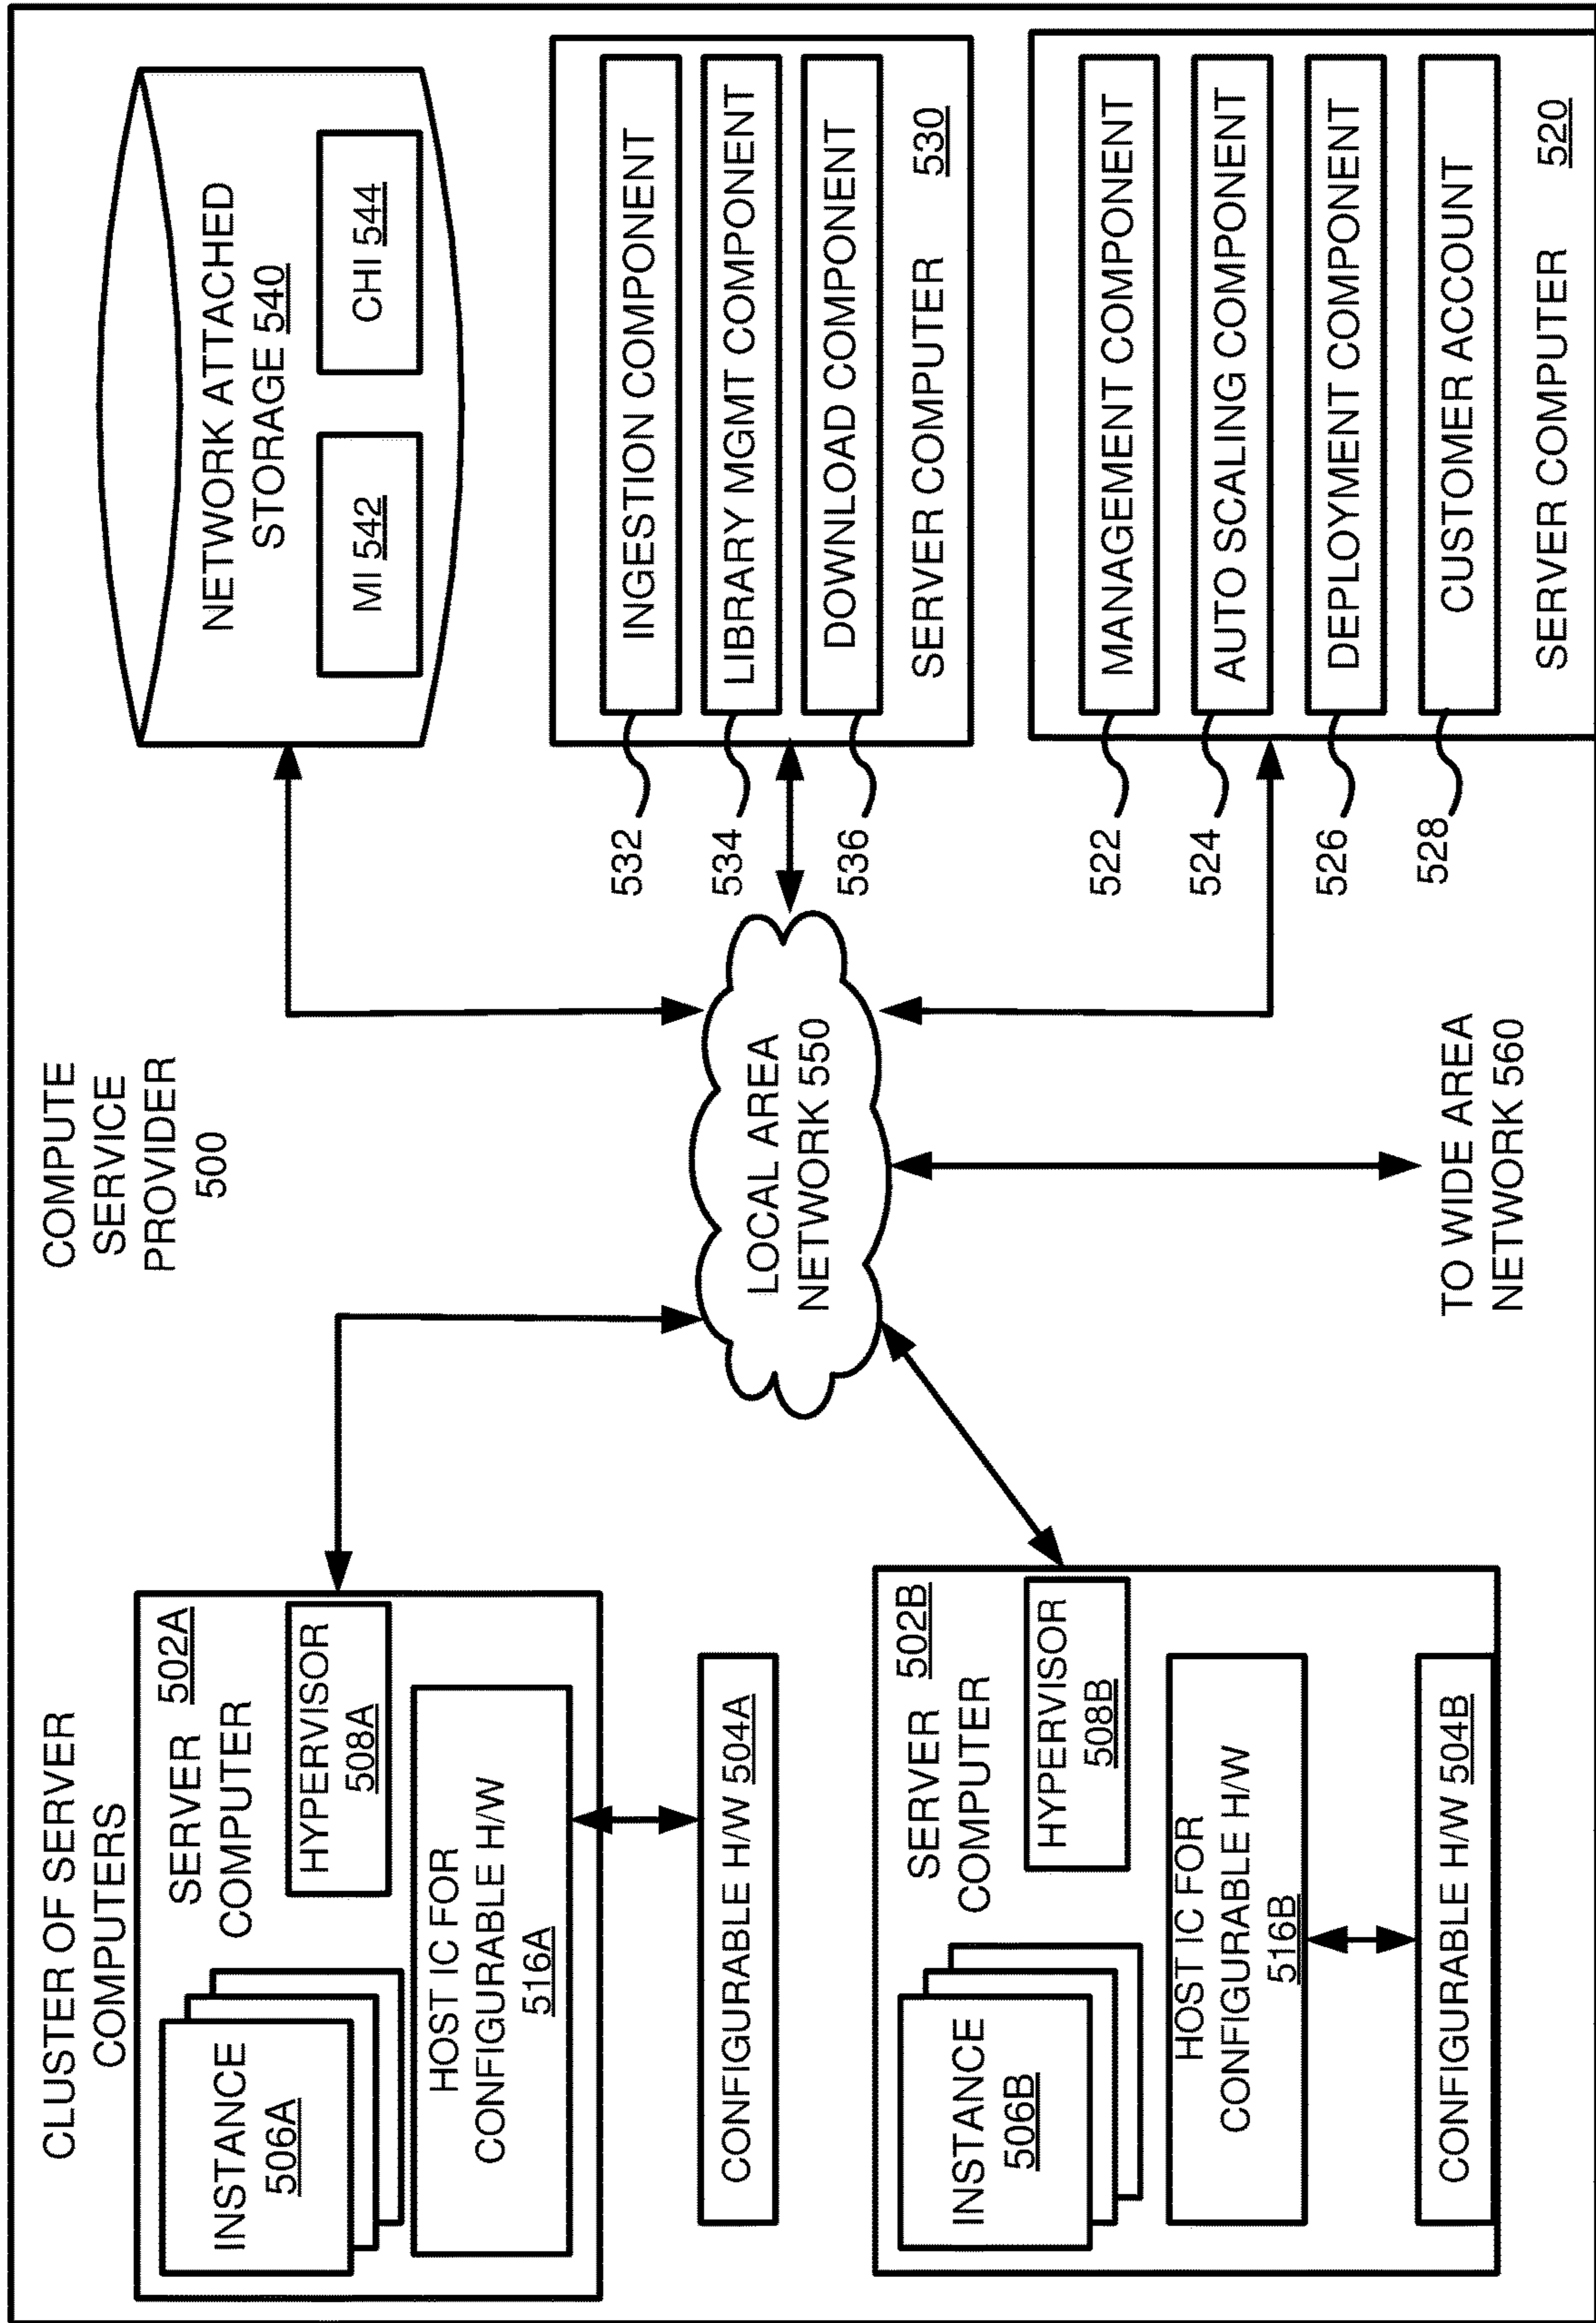 COMPUTE
SERVICE
PROVIDER
500
CLUSTER OF SERVER
COMPUTERS
SERVER 502A
COMPUTER
INSTANCE
506A
HYPERVISOR
508A
HOST IC FOR
CONFIGURABLE H/W
516A
CONFIGURABLE H/W 504A
SERVER 502B
COMPUTER
INSTANCE
506B
HYPERVISOR
508B
HOST IC FOR
CONFIGURABLE H/W
516B
CONFIGURABLE H/W 504B
LOCAL AREA
NETWORK 550
TO WIDE AREA
NETWORK 560
NETWORK ATTACHED
STORAGE 540
MI 542
CHI 544
532
INGESTION COMPONENT
534
LIBRARY MGMT COMPONENT
536
DOWNLOAD COMPONENT
SERVER COMPUTER 530
522
MANAGEMENT COMPONENT
524
AUTO SCALING COMPONENT
526
DEPLOYMENT COMPONENT
528
CUSTOMER ACCOUNT
SERVER COMPUTER 520